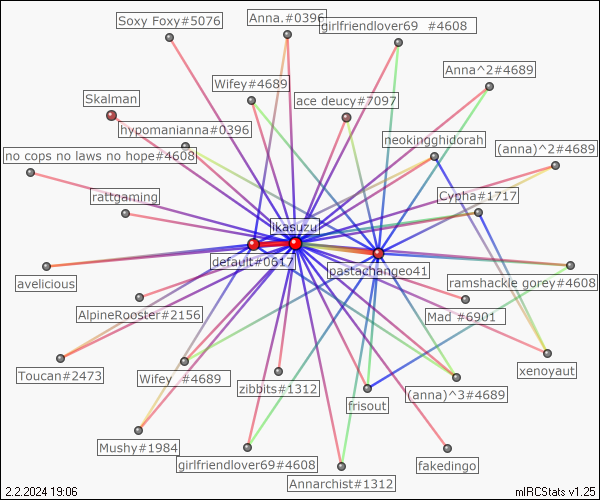 Soxy Foxy#5076
Anna.#0396
girlfriendlover69 #4608
Anna^2#4689
Wifey#4689
Skalman
ace deucy#7097
hypomanianna#0396
neokingghidorah
no cops no laws no hope#4608
(anna)^2#4689
rattgaming
Cypha#1717
Ikasuzu
default#0617
pastachangeo41
avelicious
ramshackle gorey#4608
AlpineRooster#2156
Mad #6901
Toucan#2473
Wifey #4689
zibbits#1312
frisout
(anna)^3#4689
xenoyaut
Mushy#1984
girlfriendlover69#4608
Annarchist#1312
fakedingo
2.2.2024 19:06
mIRCStats v1.25